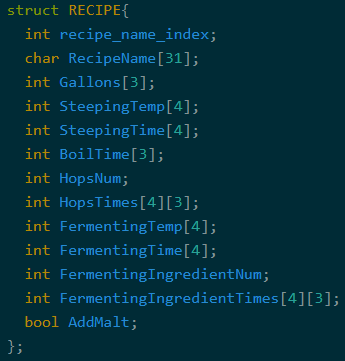 struct RECIPE{
int recipe_name_index;
char RecipeName[31];
int Gallons[3];
int SteepingTemp[4];
int SteepingTime[4];
int BoilTime[3];
int HopsNum;
int HopsTimes[4][3];
int FermentingTemp[4];
int FermentingTime[4];
int FermentingIngredientNum;
int FermentingIngredientTimes[4][3];
bool AddMalt;
};